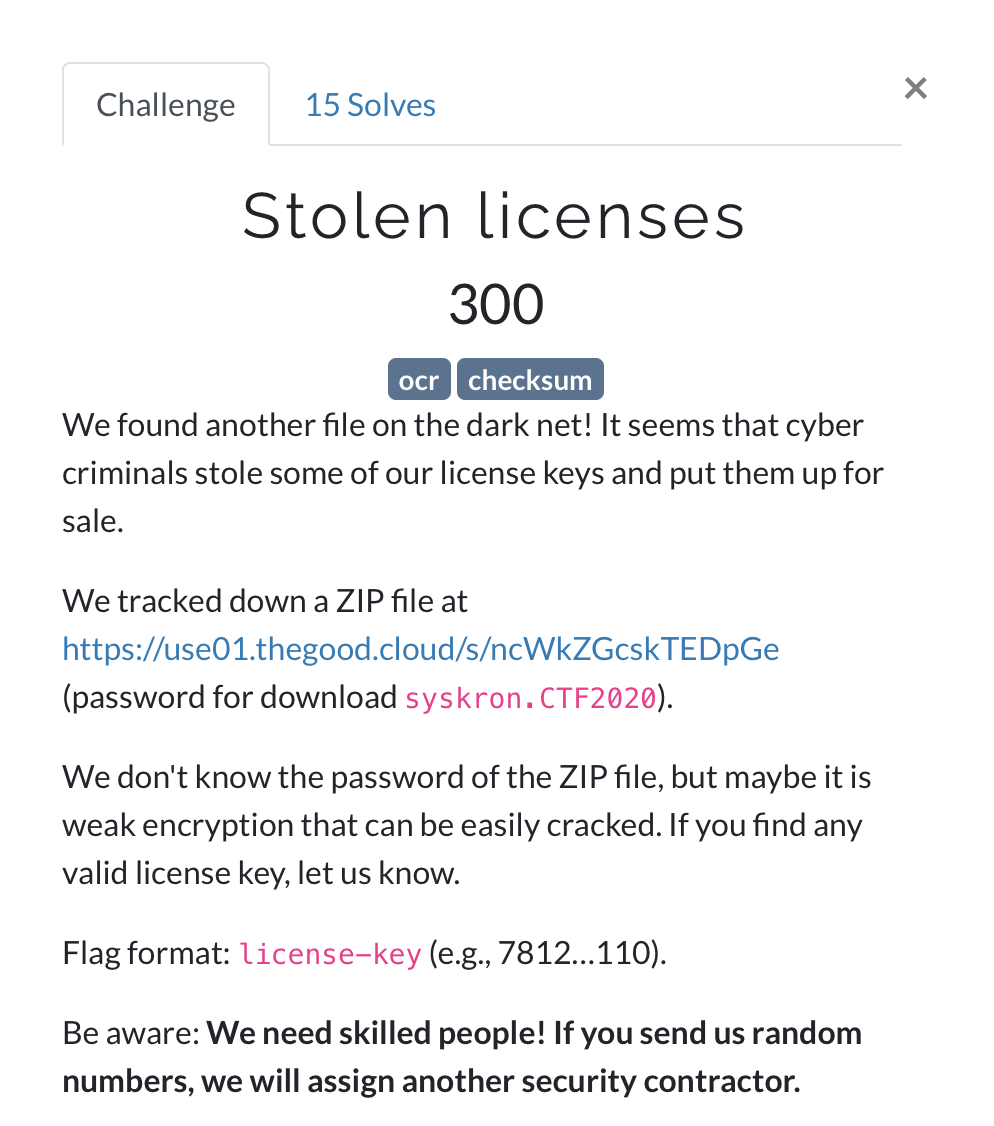 Challenge
15 Solves
×
Stolen licenses
300
ocr checksum
We found another file on the dark net! It seems that cyber
criminals stole some of our license keys and put them up for
sale.
We tracked down a ZIP file at
https://use01.thegood.cloud/s/ncWkZGcskTEDpGe
(password for download syskron.CTF2020).
We don't know the password of the ZIP file, but maybe it is
weak encryption that can be easily cracked. If you find any
valid license key, let us know.
Flag format: license-key (e.g., 7812…110).
Be aware: We need skilled people! If you send us random
numbers, we will assign another security contractor.